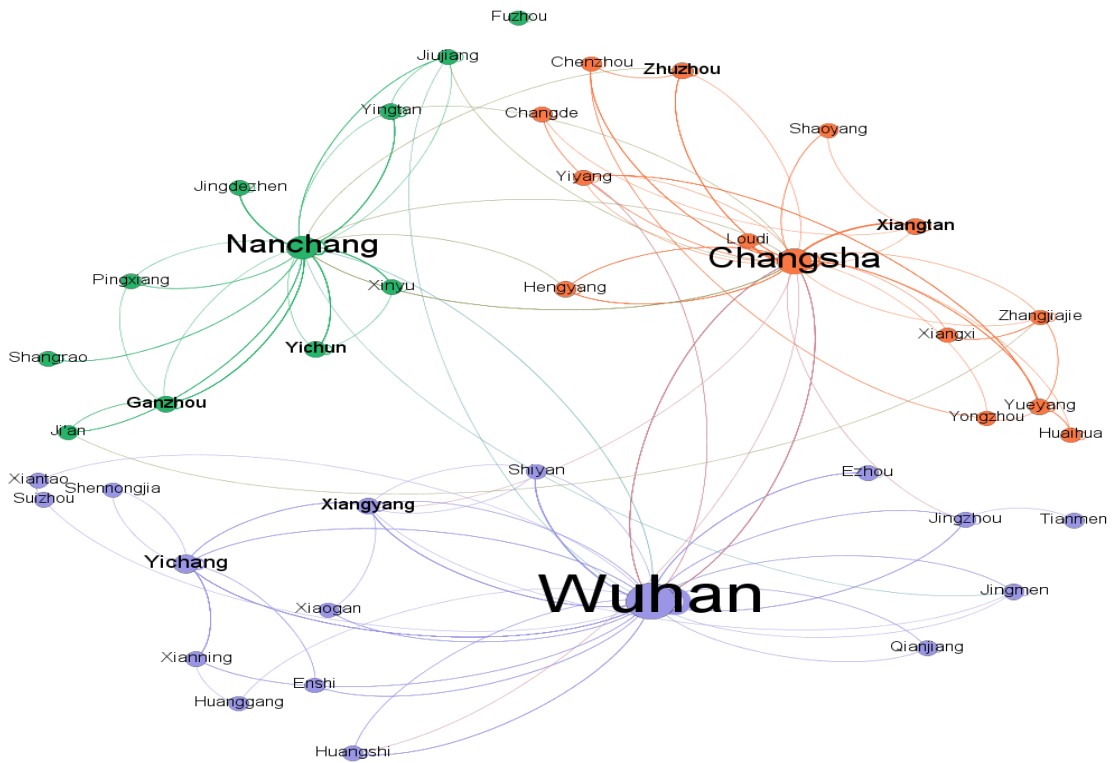 Fuzhou
Jiujiang
Chenzhou
Zhuzhou
Yingtan
Changde
Shaoyang
Yiyang
Jingdezhen
Xiangtan
Nanchang
Loudi
Changsha
Pingxiang
Xinyu
Hengyang
Zhangjiajie
Xiangxi
Yichun
Shangrao
Ganzhou
Yueyang
Yongzhou
Ji'an
Huaihua
Shiyan
Ezhou
Xiantao
Shennongjia
Suizhou
Xiangyang
Jingzhou
Tianmen
Yichang
Wuhan
Jingmen
Xiaogan
Qianjiang
Xianning
Enshi
Huanggang
Huangshi